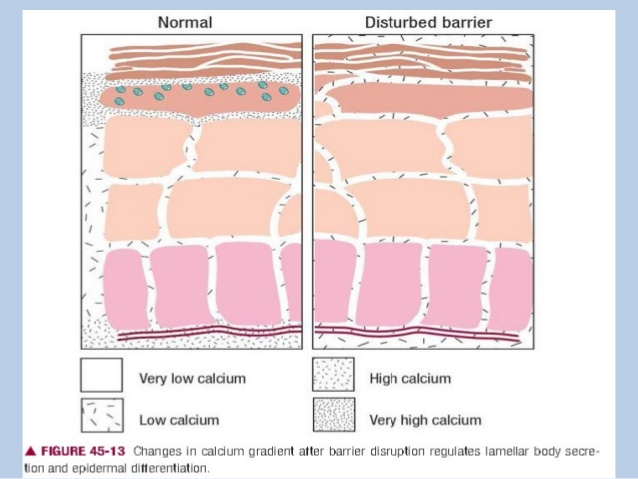 Normal
Disturbed barrier
Very low calcium
High calcium
Low calcium
Very high calcium
▲ FIGURE 45-13 Changes in calcium gradient after barrier disruption regulates lamellar body secre-
tion and epidermal differentiation.